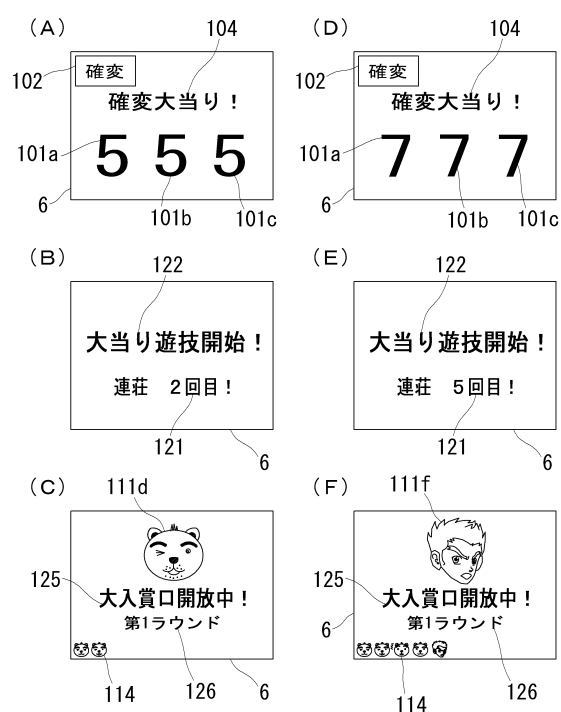 (A)
104
102
確変
確変大当り！
101a
5 5 5
6
101b
101c
(B)
122
大当り遊技開始！
連荘 2回目！
121
6
(C)
111d
125
大入賞口開放中！
第1ラウンド
114
126
6
(D)
104
102
確変
確変大当り！
101a
7 7 7
6
101b
101c
(E)
122
大当り遊技開始！
連荘 5回目！
121
6
(F)
111f
125
大入賞口開放中！
第1ラウンド
6
114
126